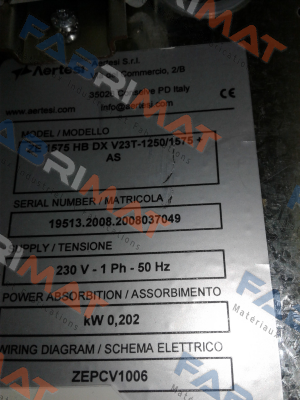 Aertesi
Aertesi S.r.l.
Commercio, 2/B
Conselve PD Italy
www.aertesi.com
info@aertesi.com
CE
MODEL / MODELLO
ZE 1575 HB DX V23T-1250/1575 +
AS
SERIAL NUMBER / MATRICOLA
19513.2008.2008037049
SUPPLY / TENSIONE
230 V - 1 Ph - 50 Hz
POWER ABSORBTION / ASSORBIMENTO
kW 0,202
WIRING DIAGRAM / SCHEMA ELETTRICO
ZEPCV1006